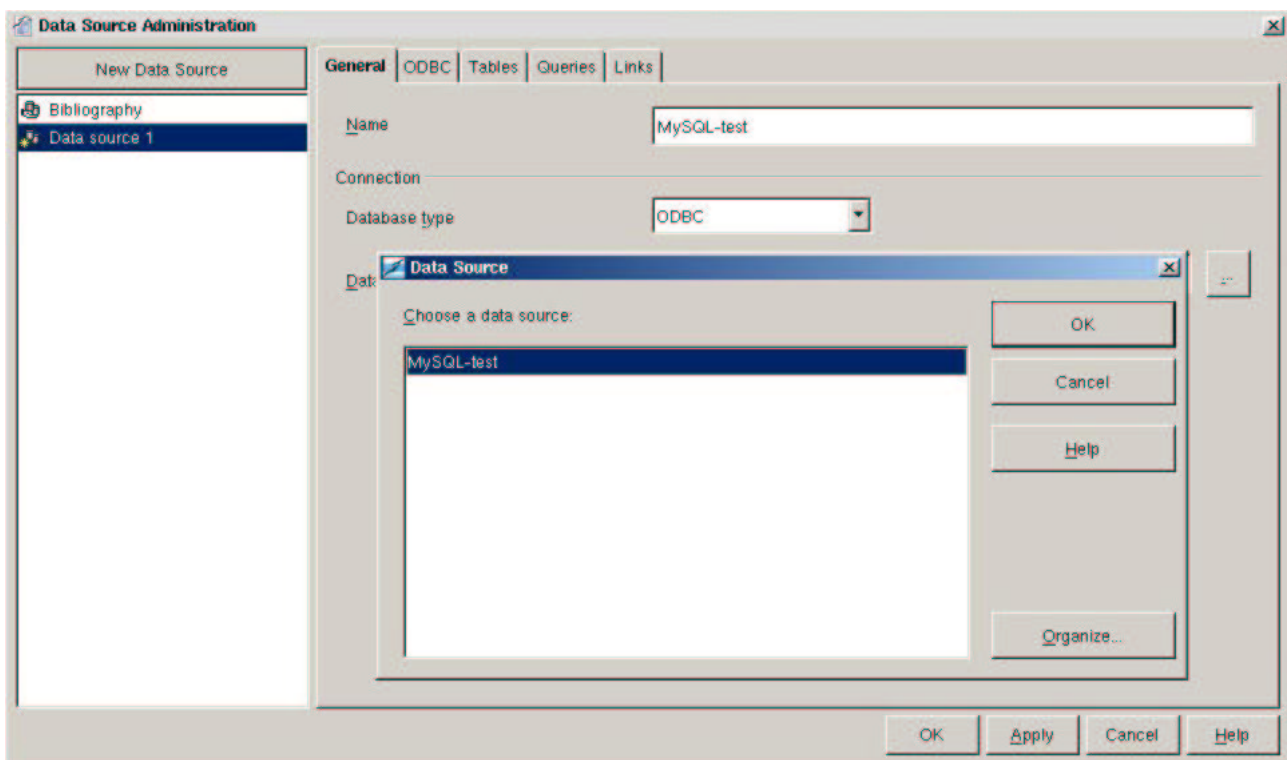 Data Source Administration
New Data Source
Bibliography
Data source 1
General ODBC Tables Queries Links
Name MySQL-test
Connection
Database type ODBC
Data Source
Choose a data source:
MySQL-test
OK
Cancel
Help
Organize...
...
OK Apply Cancel Help